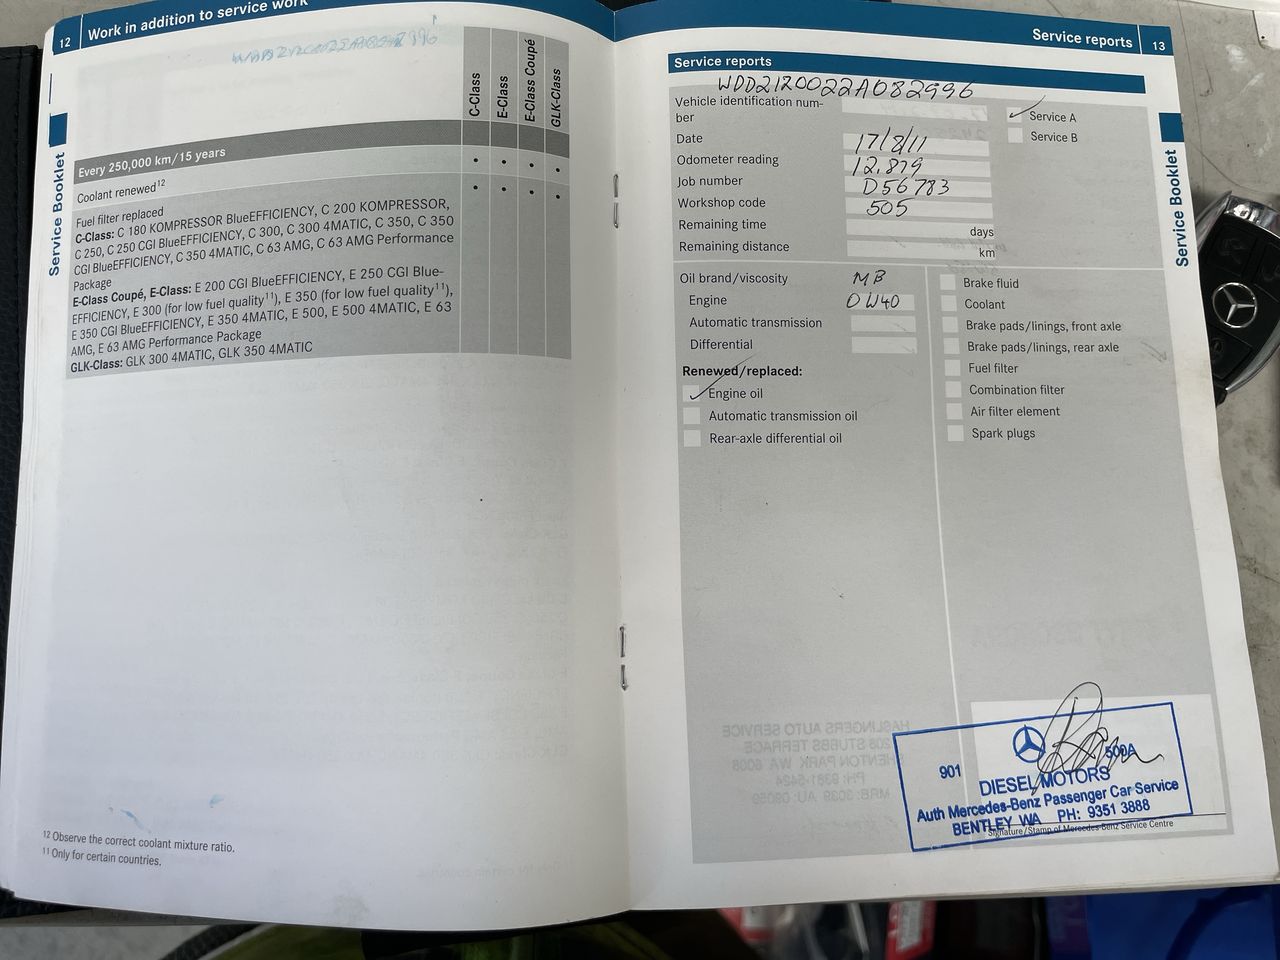 12 Work in addition to service work
C-Class
E-Class
E-Class Coupé
GLK-Class
Every 250,000 km/15 years
Coolant renewed12 • • • •
Fuel filter replaced • • • •
C-Class: C 180 KOMPRESSOR BlueEFFICIENCY, C 200 KOMPRESSOR,
C 250, C 250 CGI BlueEFFICIENCY, C 300, C 300 4MATIC, C 350, C 350
CGI BlueEFFICIENCY, C 350 4MATIC, C 63 AMG, C 63 AMG Performance
Package
E-Class Coupé, E-Class: E 200 CGI BlueEFFICIENCY, E 250 CGI Blue-
EFFICIENCY, E 300 (for low fuel quality11), E 350 (for low fuel quality11),
E 350 CGI BlueEFFICIENCY, E 350 4MATIC, E 500, E 500 4MATIC, E 63
AMG, E 63 AMG Performance Package
GLK-Class: GLK 300 4MATIC, GLK 350 4MATIC
Service Booklet
12 Observe the correct coolant mixture ratio.
11 Only for certain countries.
Service reports 13
Service reports
WDD2120022A082996
Vehicle identification num-
ber
Service A
Service B
Date 17/8/11
Odometer reading 12.879
Job number D56783
Workshop code 505
Remaining time days
Remaining distance km
Oil brand/viscosity MB
Engine 0W40
Automatic transmission
Differential
Renewed/replaced:
Engine oil
Automatic transmission oil
Rear-axle differential oil
Brake fluid
Coolant
Brake pads/linings, front axle
Brake pads/linings, rear axle
Fuel filter
Combination filter
Air filter element
Spark plugs
Service Booklet
901 500A
DIESEL MOTORS
Auth Mercedes-Benz Passenger Car Service
BENTLEY WA PH: 9351 3888
Signature/Stamp of Mercedes-Benz Service Centre